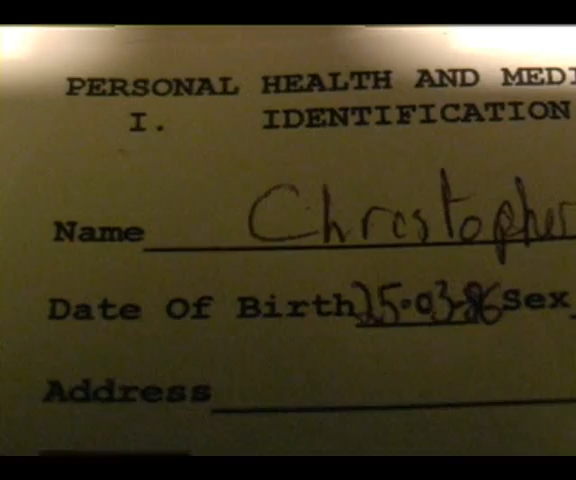 PERSONAL HEALTH AND MEDI
I. IDENTIFICATION
Name Christopher
Date Of Birth 25-03-86 Sex
Address